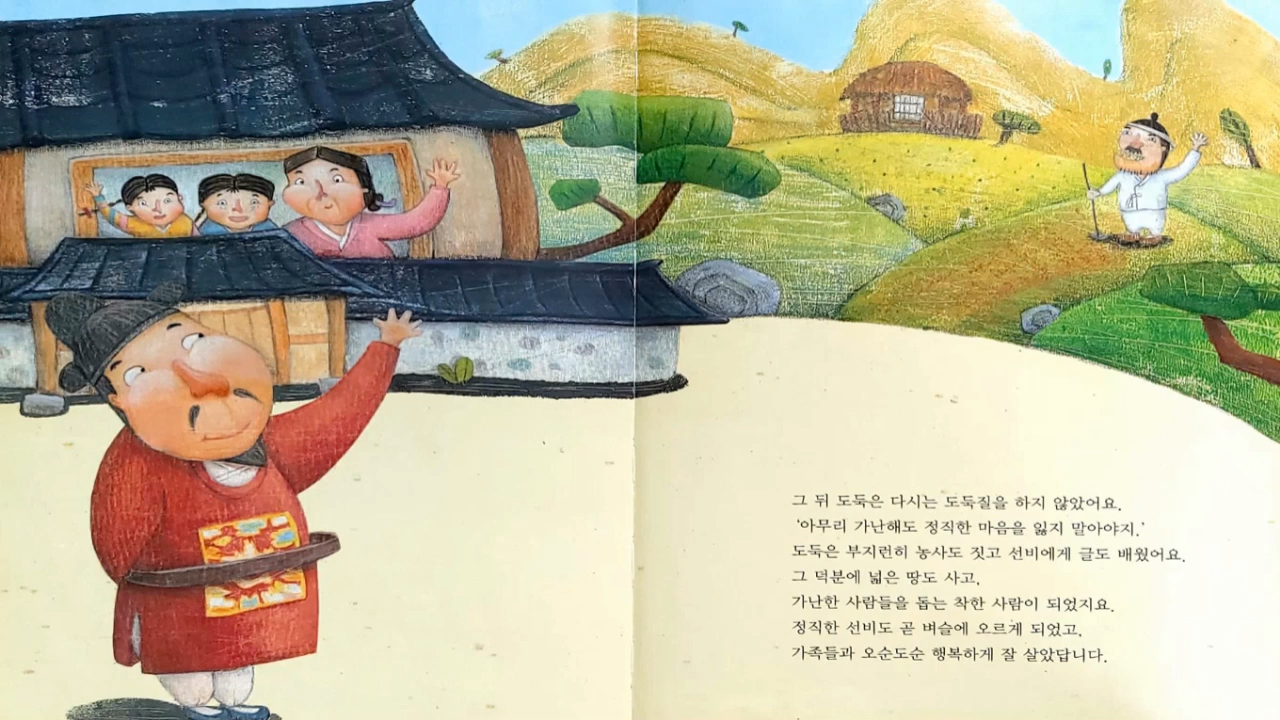 그 뒤 도둑은 다시는 도둑질을 하지 않았어요.
'아무리 가난해도 정직한 마음을 잃지 말아야지.'
도둑은 부지런히 농사도 짓고 선비에게 글도 배웠어요.
그 덕분에 넓은 땅도 사고,
가난한 사람들을 돕는 착한 사람이 되었지요.
정직한 선비도 곧 벼슬에 오르게 되었고,
가족들과 오순도순 행복하게 잘 살았답니다.